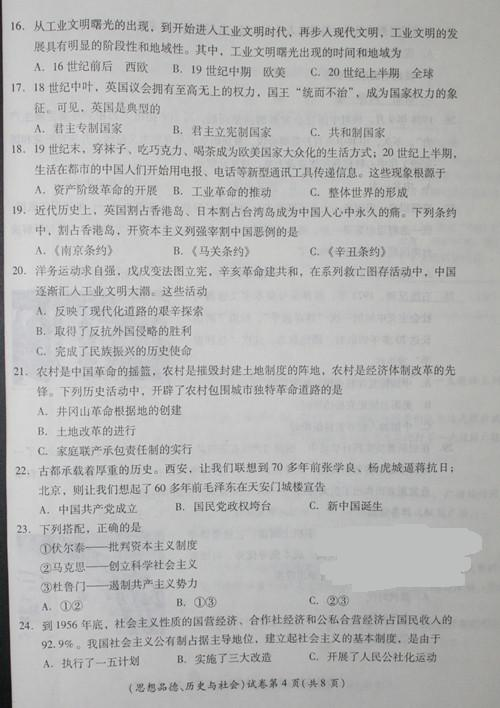 16. 从工业文明曙光的出现，到开始进入工业文明时代，再步入现代文明，工业文明的发
展具有明显的阶段性和地域性。其中，工业文明曙光出现的时间和地域为
A. 16 世纪前后 西欧 B. 19 世纪中期 欧美 C. 20 世纪上半期 全球
17. 18 世纪中叶，英国议会拥有至高无上的权力，国王“统而不治”，成为国家权力的象
征。可见，英国是典型的
A. 君主专制国家 B. 君主立宪制国家 C. 共和制国家
18. 19 世纪末，穿袜子、吃巧克力、喝茶成为欧美国家大众化的生活方式；20 世纪上半期，
生活在都市的中国人们开始用电报、电话等新型通讯工具传递信息。这些现象根源于
A. 资产阶级革命的开展 B. 工业革命的推动 C. 整体世界的形成
19. 近代历史上，英国割占香港岛、日本割占台湾岛成为中国人心中永久的痛。下列条约
中，割占香港岛，开资本主义列强宰割中国恶例的是
A.《南京条约》 B.《马关条约》 C.《辛丑条约》
20. 洋务运动求自强，戊戌变法图立宪，辛亥革命建共和，在系列救亡图存活动中，中国
逐渐汇入工业文明大潮。这些活动
A. 反映了现代化道路的艰辛探索
B. 取得了反抗外国侵略的胜利
C. 完成了民族振兴的历史使命
21. 农村是中国革命的摇篮，农村是摧毁封建土地制度的阵地，农村是经济体制改革的先
锋。下列历史活动中，开辟了农村包围城市独特革命道路的是
A. 井冈山革命根据地的创建
B. 土地改革的进行
C. 家庭联产承包责任制的实行
22. 古都承载着厚重的历史。西安，让我们联想到 70 多年前张学良、杨虎城逼蒋抗日；
北京，则让我们想起了 60 多年前毛泽东在天安门城楼宣告
A. 中国共产党成立 B. 国民党政权垮台 C. 新中国诞生
23. 下列搭配，正确的是
①伏尔泰——批判资本主义制度
②马克思——创立科学社会主义
③杜鲁门——遏制共产主义势力
A. ①② B. ①③ C. ②③
24. 到 1956 年底，社会主义性质的国营经济、合作社经济和公私合营经济占国民收入的
92.9%。我国社会主义公有制占据主导地位，建立起社会主义的基本制度，是由于
A. 执行了一五计划 B. 实施了三大改造 C. 开展了人民公社化运动
(思想品德、历史与社会)试卷第 4 页(共 8 页)